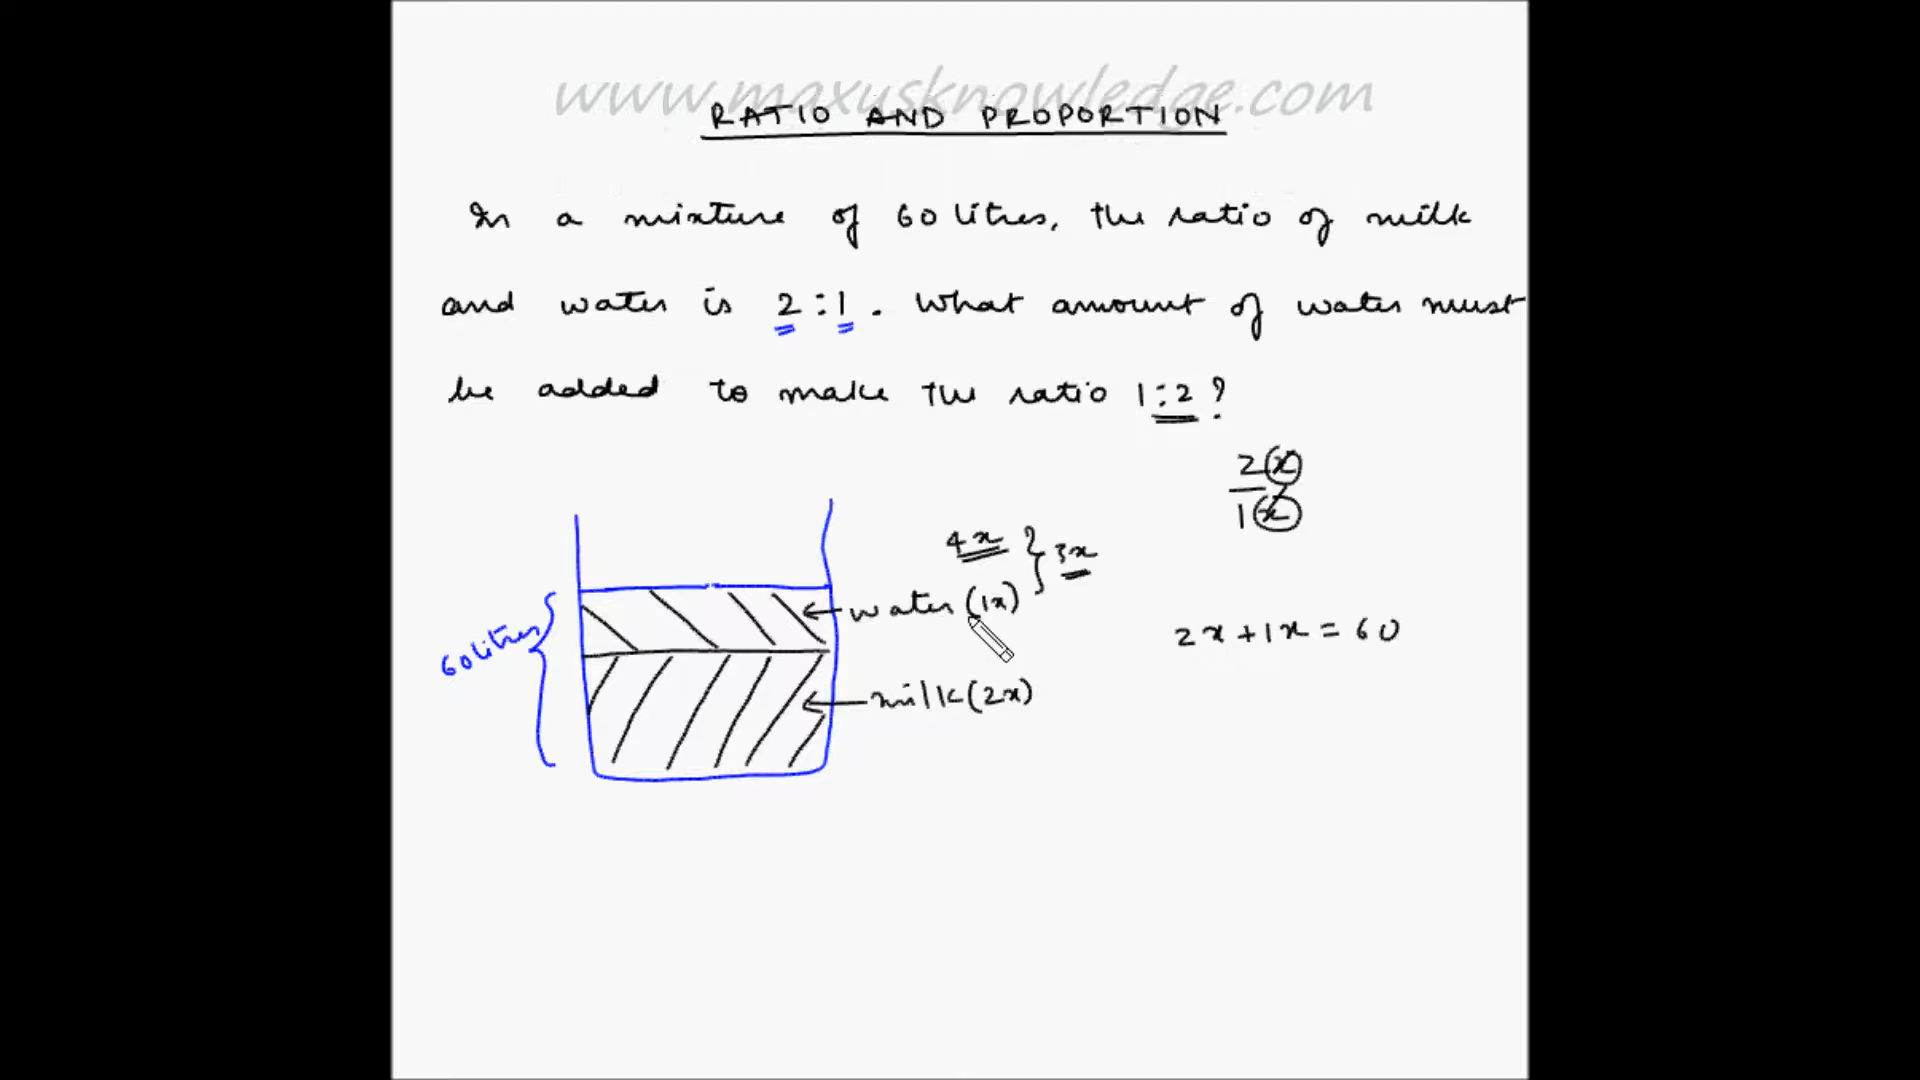 www.maxusknowledge.com
RATIO AND PROPORTION
In a mixture of 60 litres, the ratio of milk
and water is 2:1. What amount of water must
be added to make the ratio 1:2?
2(x)
1(x)
4x } 3x
water (1x)
60 litres
2x + 1x = 60
milk (2x)